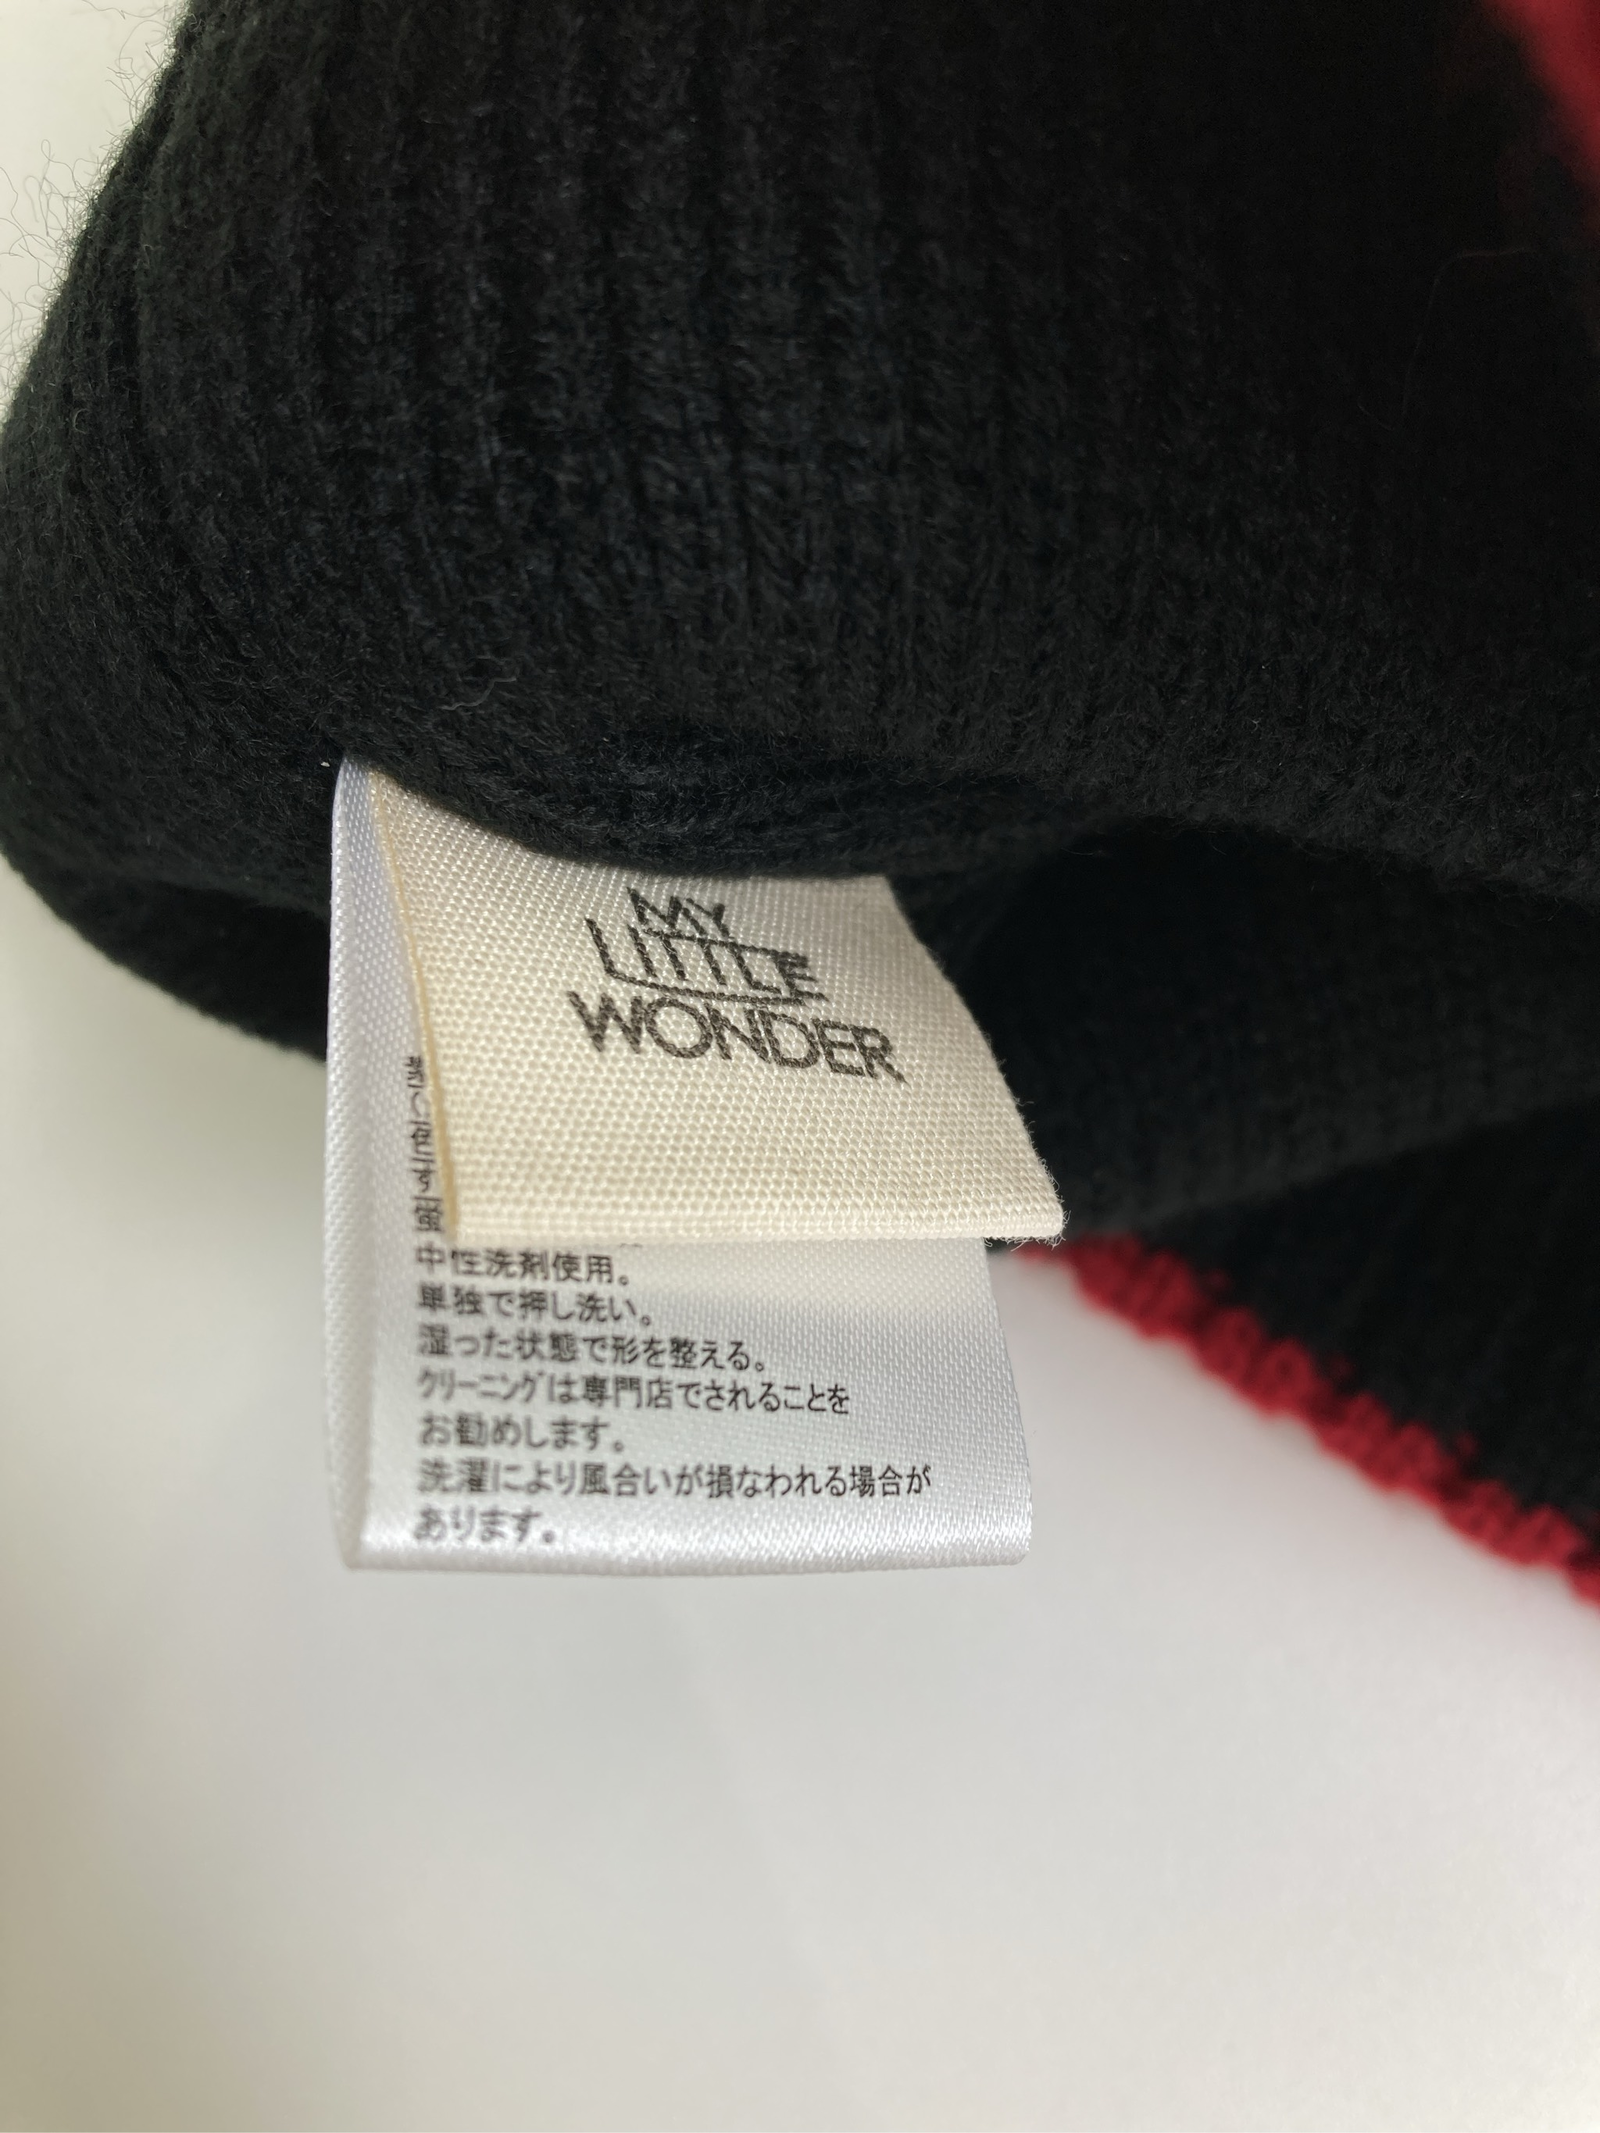 MY
LITTLE
WONDER
中性洗剤使用。
単独で押し洗い。
湿った状態で形を整える。
クリーニングは専門店でされることを
お勧めします。
洗濯により風合いが損なわれる場合が
あります。